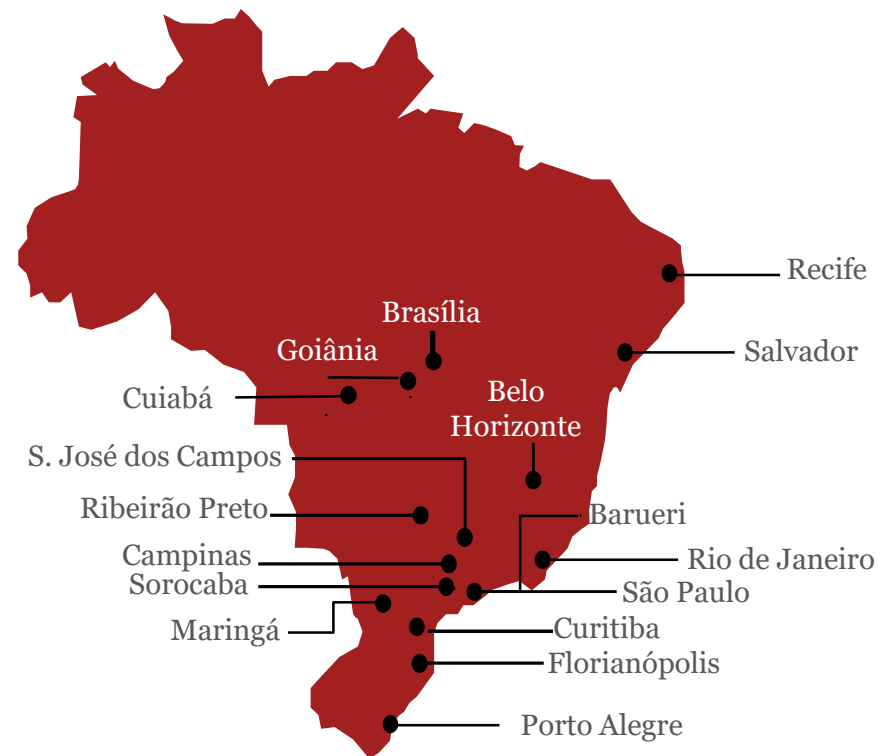 Recife
Brasília
Goiânia
Salvador
Cuiabá
Belo
Horizonte
S. José dos Campos
Ribeirão Preto
Barueri
Campinas
Rio de Janeiro
Sorocaba
São Paulo
Maringá
Curitiba
Florianópolis
Porto Alegre